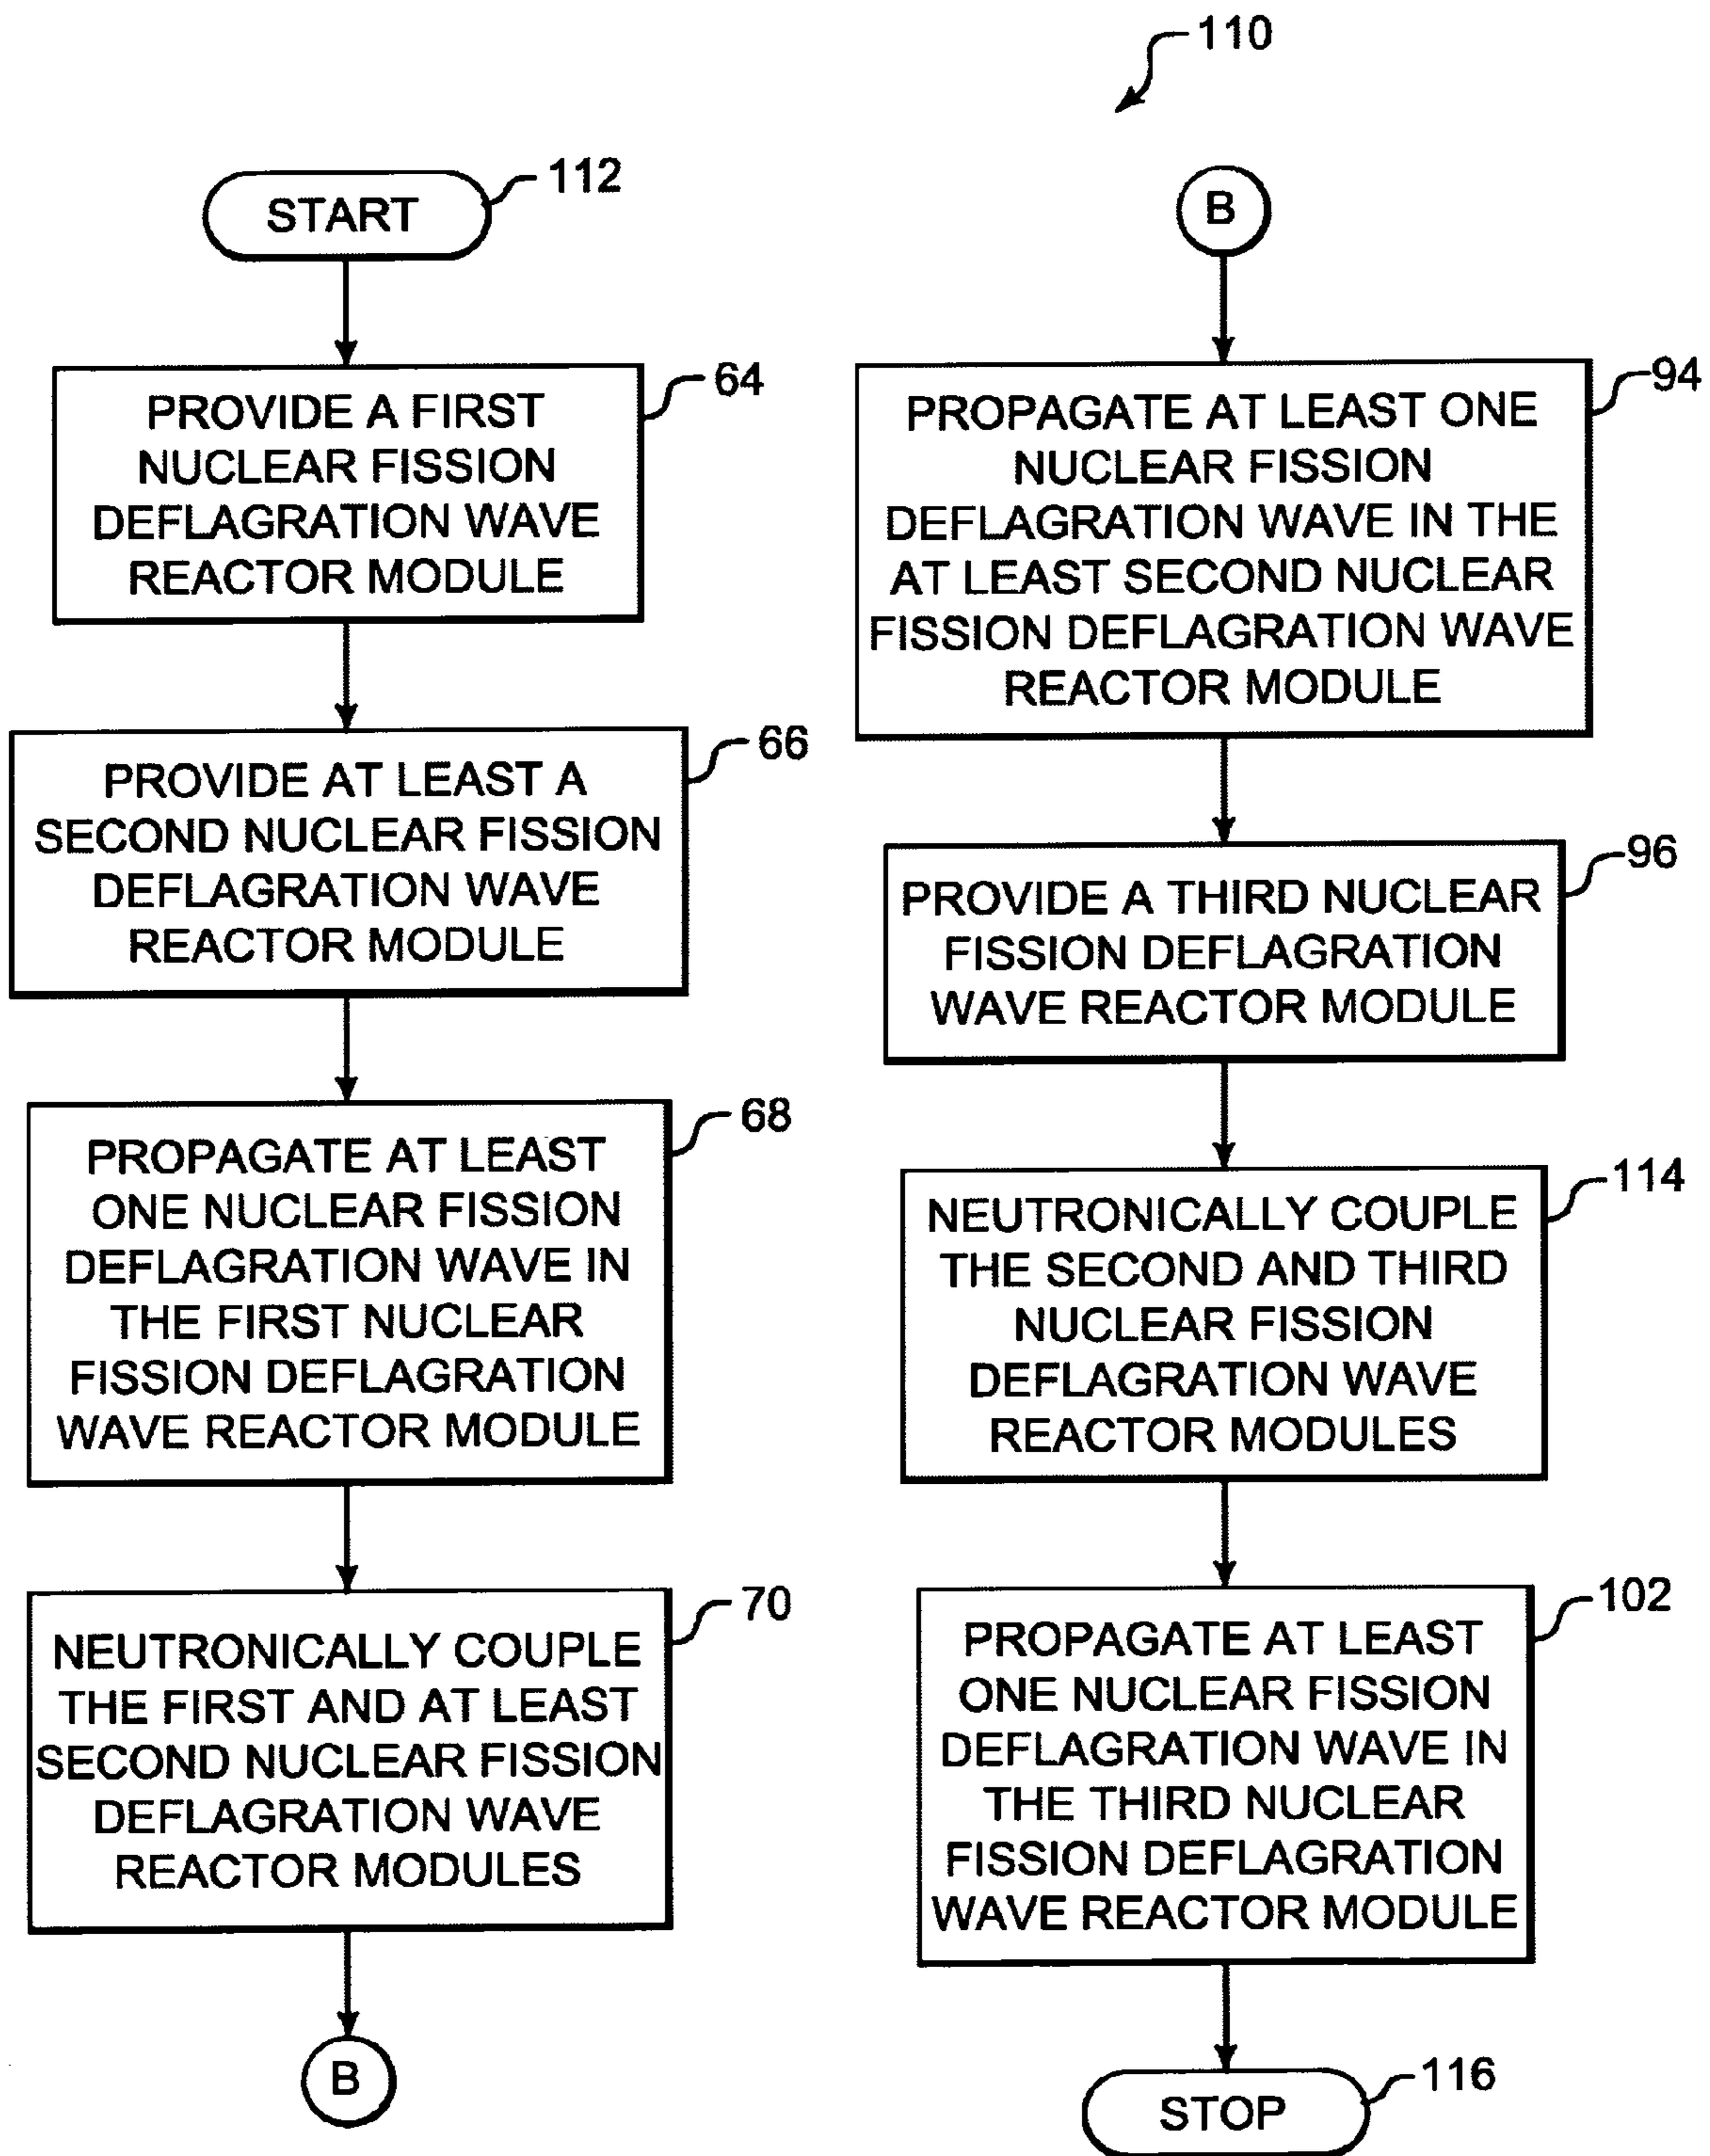 110
START
112
PROVIDE A FIRST
NUCLEAR FISSION
DEFLAGRATION WAVE
REACTOR MODULE
64
PROVIDE AT LEAST A
SECOND NUCLEAR FISSION
DEFLAGRATION WAVE
REACTOR MODULE
66
PROPAGATE AT LEAST
ONE NUCLEAR FISSION
DEFLAGRATION WAVE IN
THE FIRST NUCLEAR
FISSION DEFLAGRATION
WAVE REACTOR MODULE
68
NEUTRONICALLY COUPLE
THE FIRST AND AT LEAST
SECOND NUCLEAR FISSION
DEFLAGRATION WAVE
REACTOR MODULES
70
B
B
PROPAGATE AT LEAST ONE
NUCLEAR FISSION
DEFLAGRATION WAVE IN THE
AT LEAST SECOND NUCLEAR
FISSION DEFLAGRATION WAVE
REACTOR MODULE
94
PROVIDE A THIRD NUCLEAR
FISSION DEFLAGRATION
WAVE REACTOR MODULE
96
NEUTRONICALLY COUPLE
THE SECOND AND THIRD
NUCLEAR FISSION
DEFLAGRATION WAVE
REACTOR MODULES
114
PROPAGATE AT LEAST
ONE NUCLEAR FISSION
DEFLAGRATION WAVE IN
THE THIRD NUCLEAR
FISSION DEFLAGRATION
WAVE REACTOR MODULE
102
STOP
116